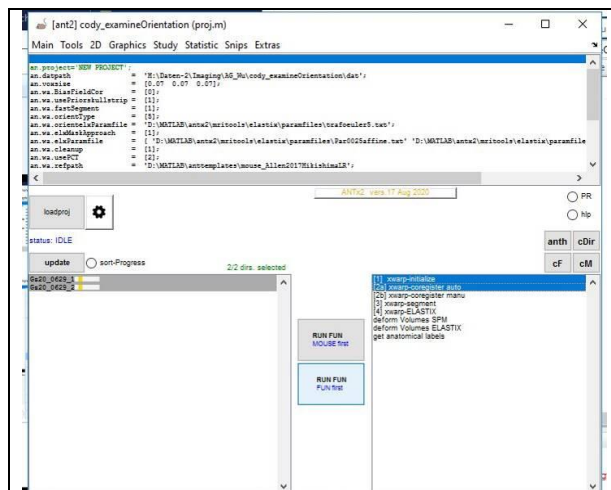 [ant2] cody_examineOrientation (proj.m)
Main Tools 2D Graphics Study Statistic Snips Extras
an.project='NEW PROJECT';
an.datpath = 'H:\Daten-2\Imaging\AG_Wu\cody_examineOrientation\dat';
an.voxsize = [0.07 0.07 0.07];
an.wa.BiasFieldCor = [0];
an.wa.usePriorskullstrip = [1];
an.wa.fastSegment = [1];
an.wa.orientType = [5];
an.wa.orientelxParamfile = 'D:\MATLAB\antx2\mritools\elastix\paramfiles\trafoeuler5.txt';
an.wa.elxMaskApproach = [1];
an.wa.elxParamfile = { 'D:\MATLAB\antx2\mritools\elastix\paramfiles\Par0025affine.txt' 'D:\MATLAB\antx2\mritools\elastix\paramfile
an.wa.cleanup = [1];
an.wa.usePCT = [2];
an.wa.refpath = 'D:\MATLAB\anttemplates\mouse_Allen2017HikishimaLR';
ANTx2 vers.17 Aug 2020
PR
loadproj
hlp
status: IDLE
anth cDir
update sort-Progress 2/2 dirs. selected cF cM
Gs20_0629_1
Gs20_0629_2
[1] xwarp-initialize
[2a] xwarp-coregister auto
[2b] xwarp-coregister manu
[3] xwarp-segment
[4] xwarp-ELASTIX
deform Volumes SPM
deform Volumes ELASTIX
get anatomical labels
RUN FUN
MOUSE first
RUN FUN
FUN first